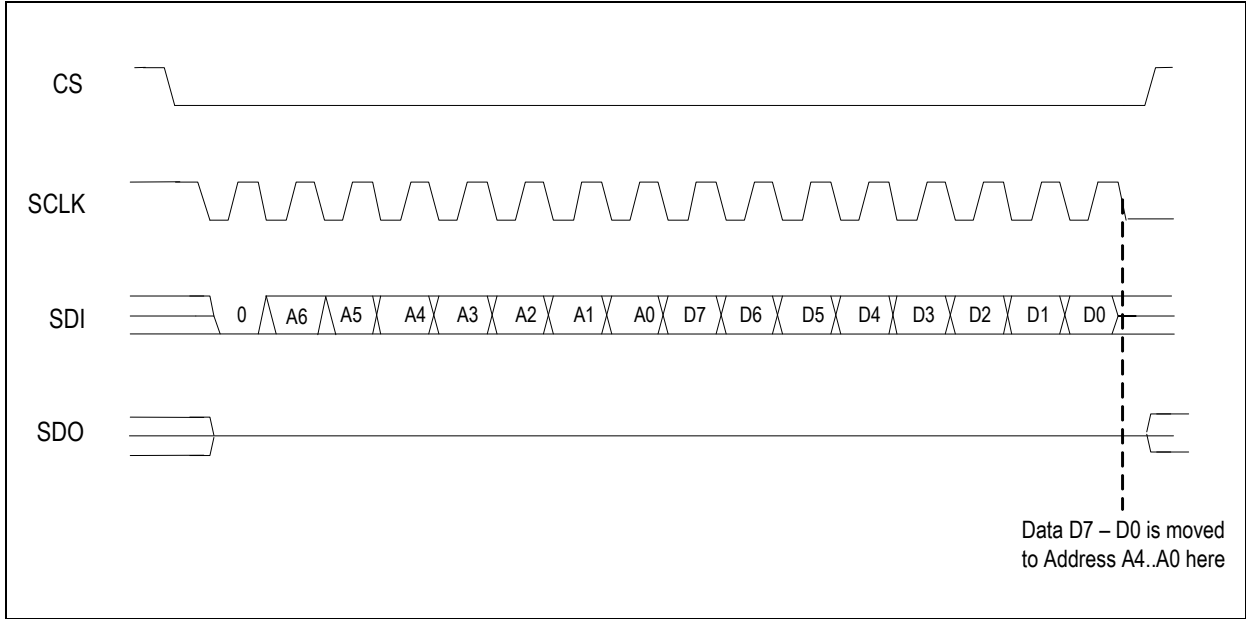 CS
SCLK
SDI 0 A6 A5 A4 A3 A2 A1 A0 D7 D6 D5 D4 D3 D2 D1 D0
SDO
Data D7 – D0 is moved
to Address A4..A0 here